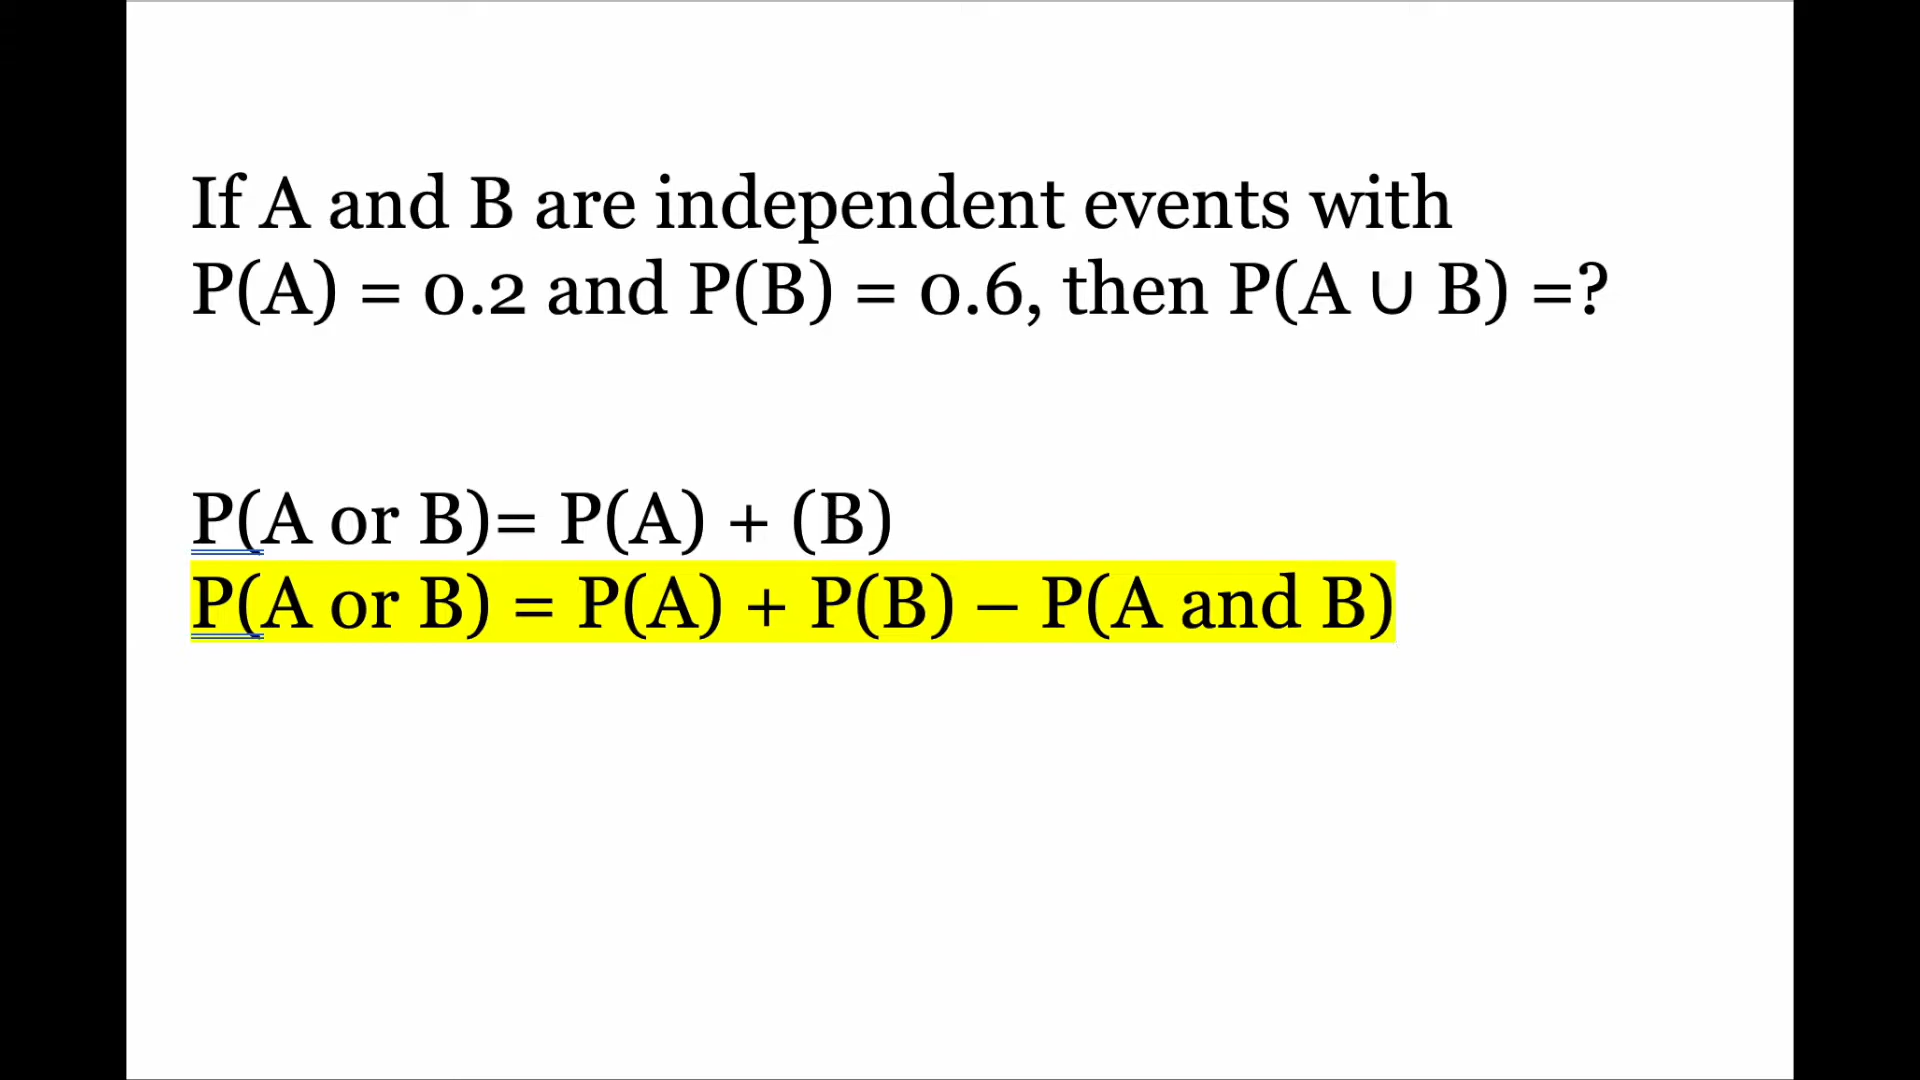 If A and B are independent events with
P(A) = 0.2 and P(B) = 0.6, then P(A ∪ B) =?
P(A or B)= P(A) + (B)
P(A or B) = P(A) + P(B) – P(A and B)